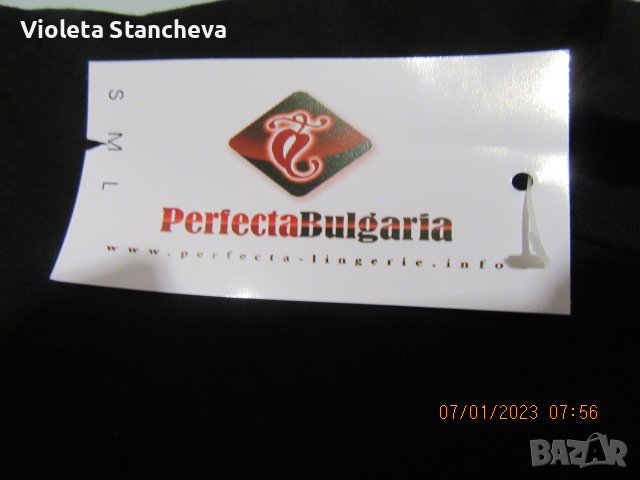 Violeta Stancheva
S M L
PerfectaBulgaria
www.perfecta-lingerie.info
07/01/2023 07:56
BAZAR